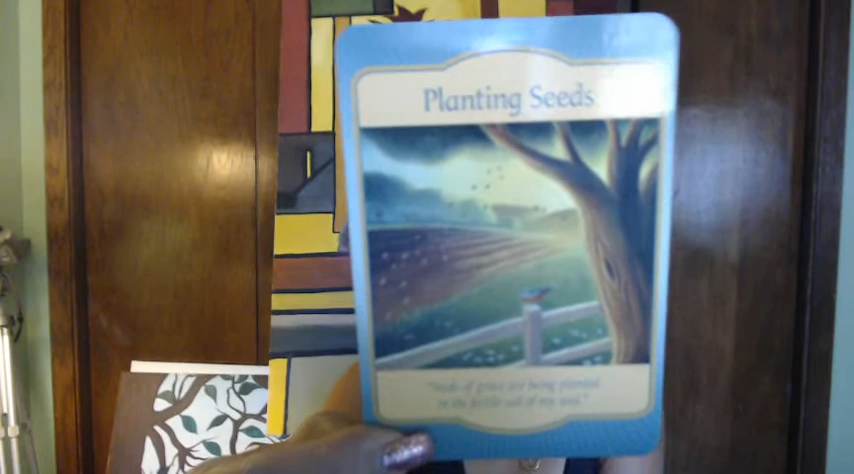 Planting Seeds
"Seeds of grace are being planted
in the fertile soil of my soul."